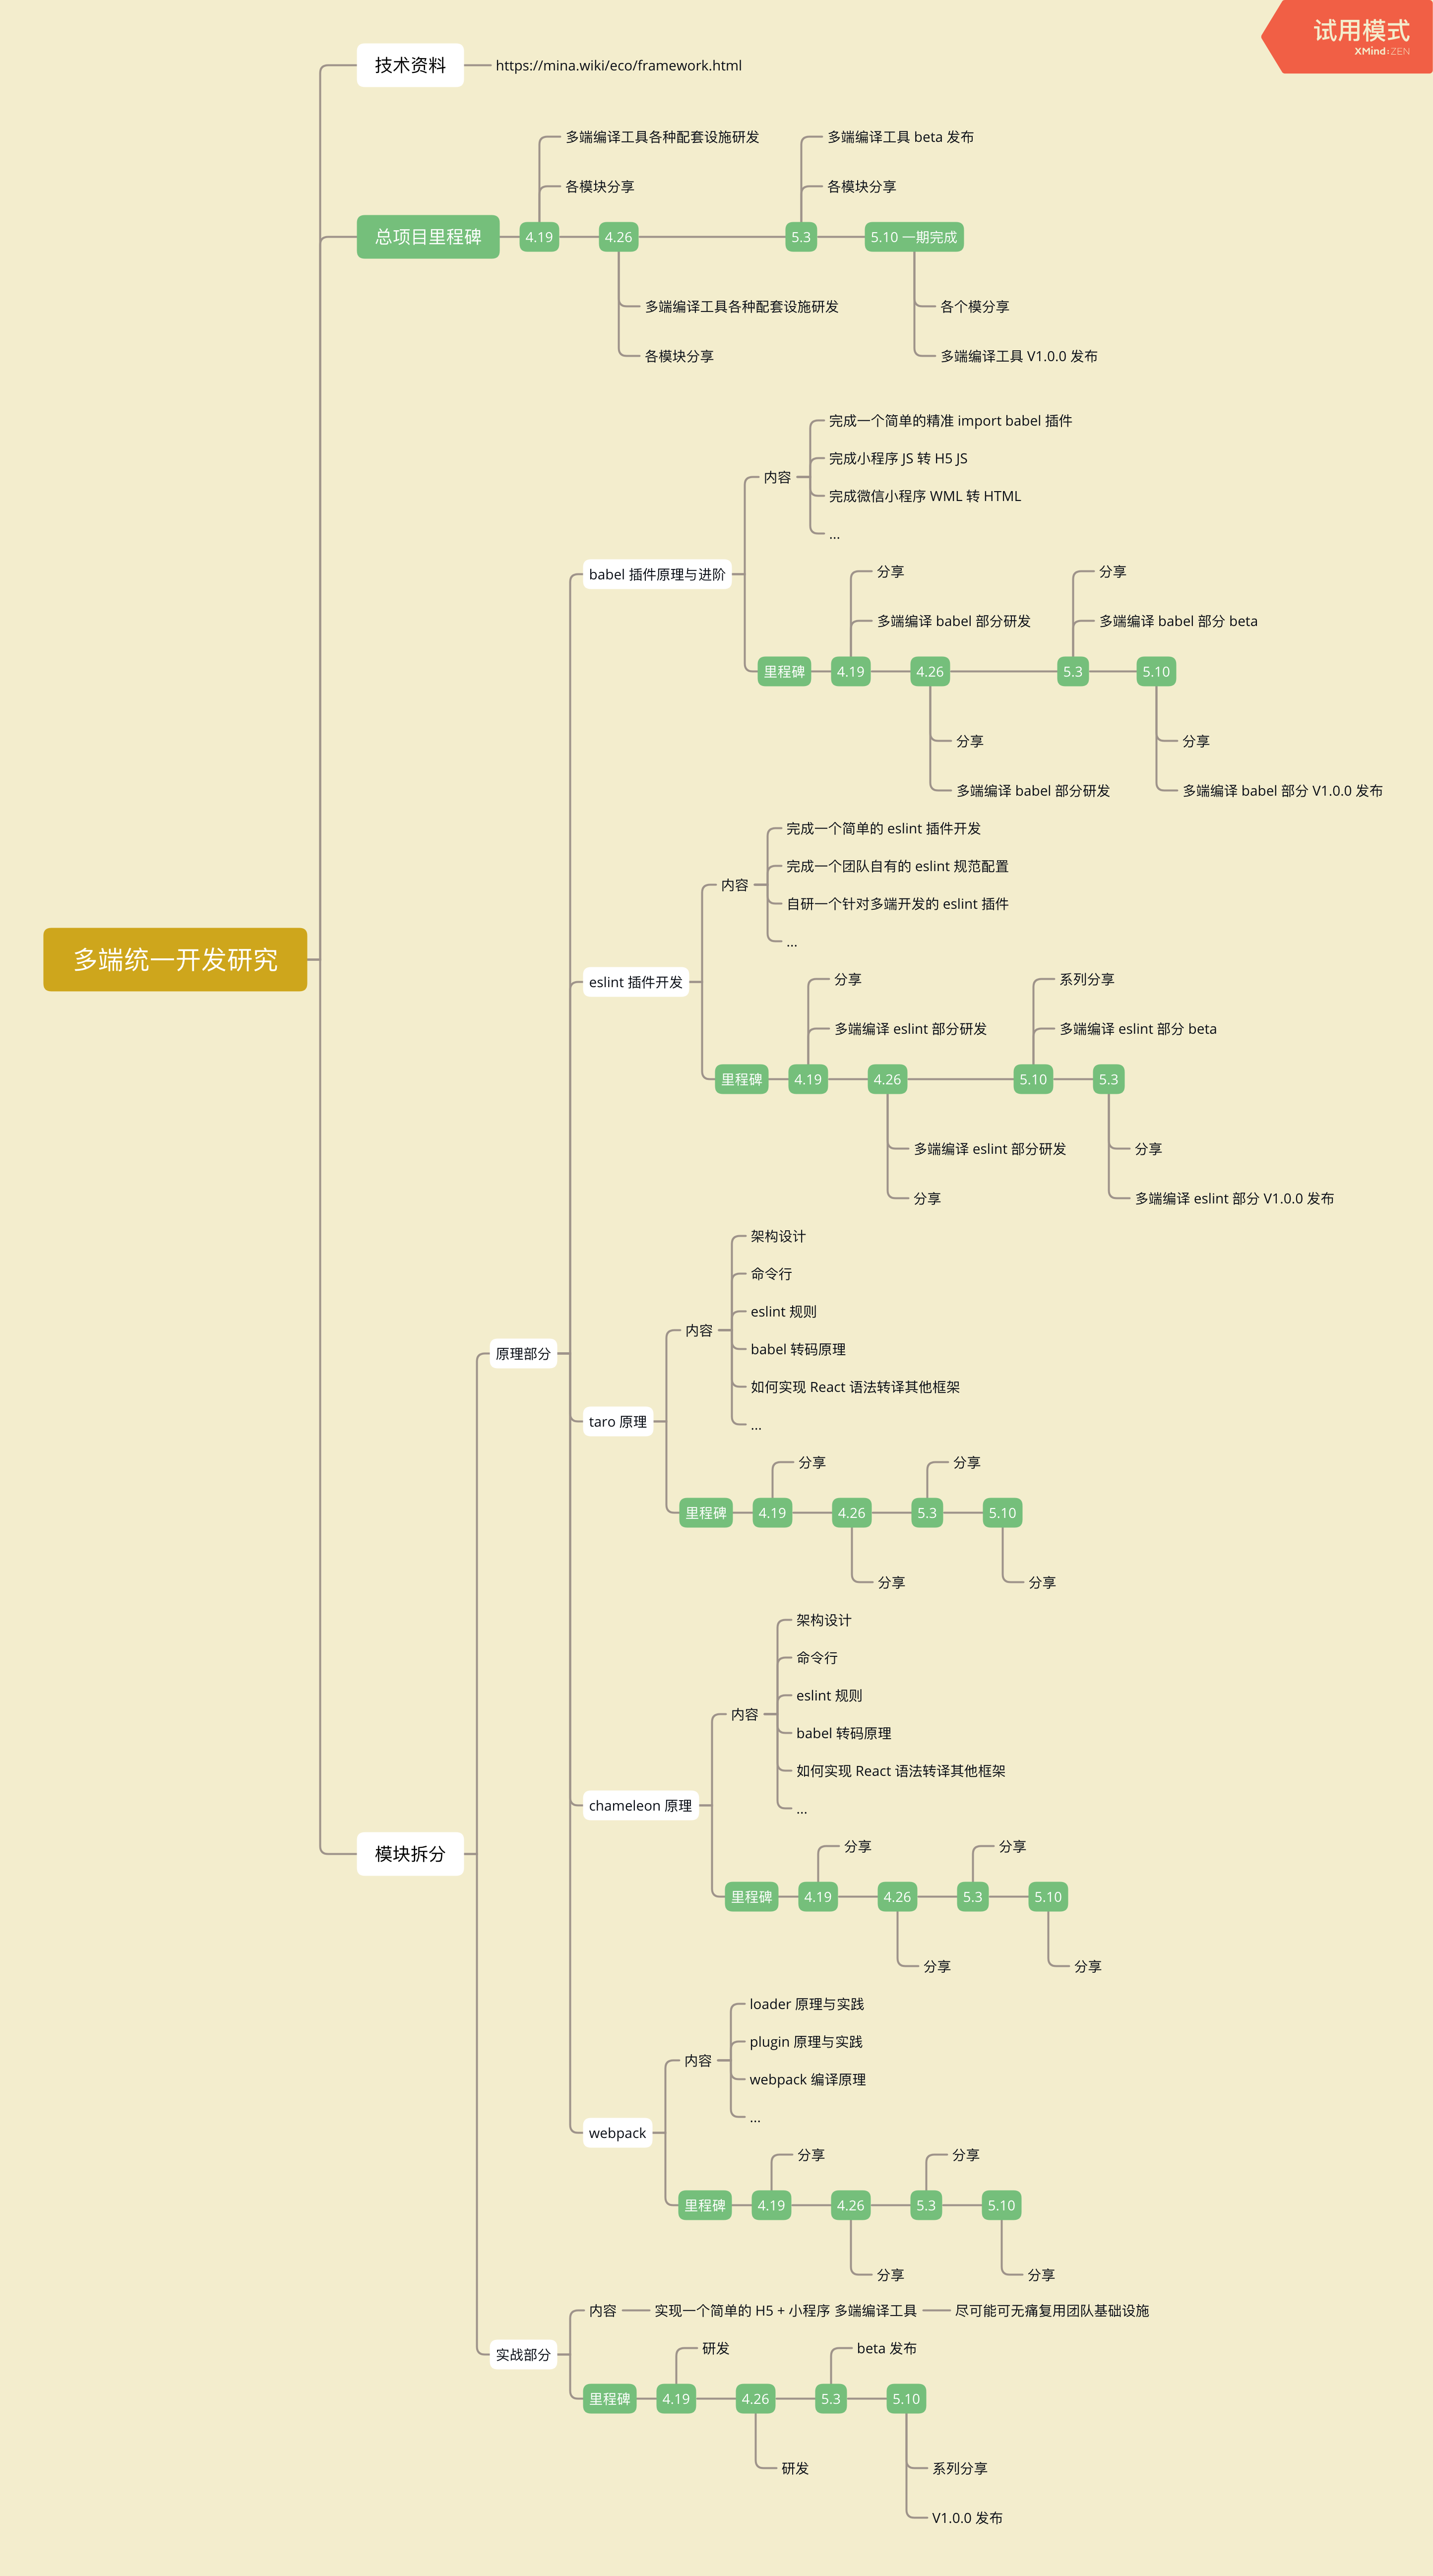 试用模式
XMind:ZEN
技术资料
https://mina.wiki/eco/framework.html
多端编译工具各种配套设施研发
多端编译工具 beta 发布
各模块分享
各模块分享
总项目里程碑
4.19
4.26
5.3
5.10 一期完成
多端编译工具各种配套设施研发
各个模分享
各模块分享
多端编译工具 V1.0.0 发布
完成一个简单的精准 import babel 插件
完成小程序 JS 转 H5 JS
内容
完成微信小程序 WML 转 HTML
...
babel 插件原理与进阶
分享
分享
多端编译 babel 部分研发
多端编译 babel 部分 beta
里程碑
4.19
4.26
5.3
5.10
分享
分享
多端编译 babel 部分研发
多端编译 babel 部分 V1.0.0 发布
完成一个简单的 eslint 插件开发
完成一个团队自有的 eslint 规范配置
内容
自研一个针对多端开发的 eslint 插件
...
多端统一开发研究
eslint 插件开发
分享
系列分享
多端编译 eslint 部分研发
多端编译 eslint 部分 beta
里程碑
4.19
4.26
5.10
5.3
多端编译 eslint 部分研发
分享
分享
多端编译 eslint 部分 V1.0.0 发布
架构设计
命令行
eslint 规则
内容
babel 转码原理
如何实现 React 语法转译其他框架
...
原理部分
taro 原理
分享
分享
里程碑
4.19
4.26
5.3
5.10
分享
分享
架构设计
命令行
eslint 规则
内容
babel 转码原理
如何实现 React 语法转译其他框架
...
chameleon 原理
模块拆分
分享
分享
里程碑
4.19
4.26
5.3
5.10
分享
分享
loader 原理与实践
plugin 原理与实践
内容
webpack 编译原理
...
webpack
分享
分享
里程碑
4.19
4.26
5.3
5.10
分享
分享
内容
实现一个简单的 H5 + 小程序 多端编译工具
尽可能可无痛复用团队基础设施
实战部分
研发
beta 发布
里程碑
4.19
4.26
5.3
5.10
研发
系列分享
V1.0.0 发布